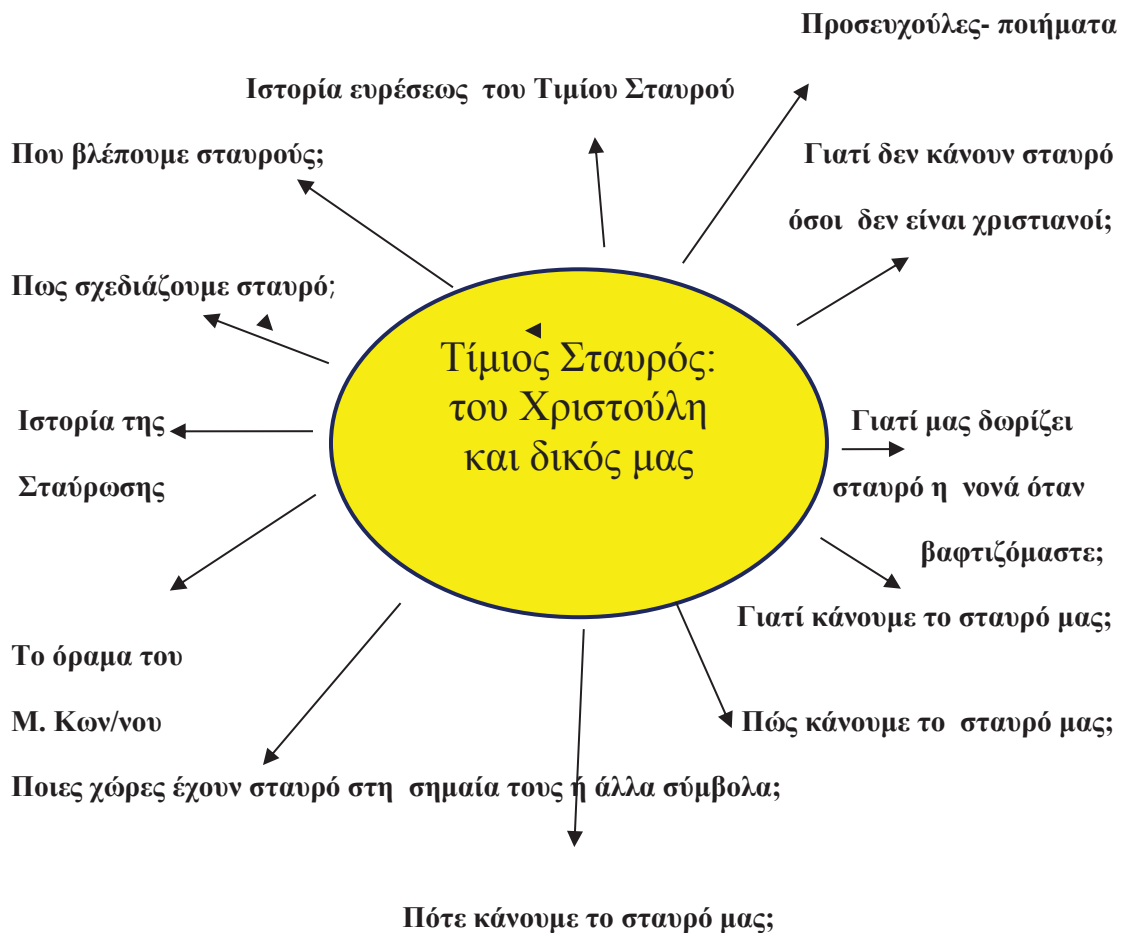 Προσευχούλες- ποιήματα
Ιστορία ευρέσεως του Τιμίου Σταυρού
Που βλέπουμε σταυρούς;
Γιατί δεν κάνουν σταυρό
όσοι δεν είναι χριστιανοί;
Πως σχεδιάζουμε σταυρό;
Τίμιος Σταυρός:
του Χριστούλη
και δικός μας
Ιστορία της
Σταύρωσης
Γιατί μας δωρίζει
σταυρό η νονά όταν
βαφτιζόμαστε;
Γιατί κάνουμε το σταυρό μας;
Το όραμα του
Μ. Κων/νου
Πώς κάνουμε το σταυρό μας;
Ποιες χώρες έχουν σταυρό στη σημαία τους ή άλλα σύμβολα;
Πότε κάνουμε το σταυρό μας;